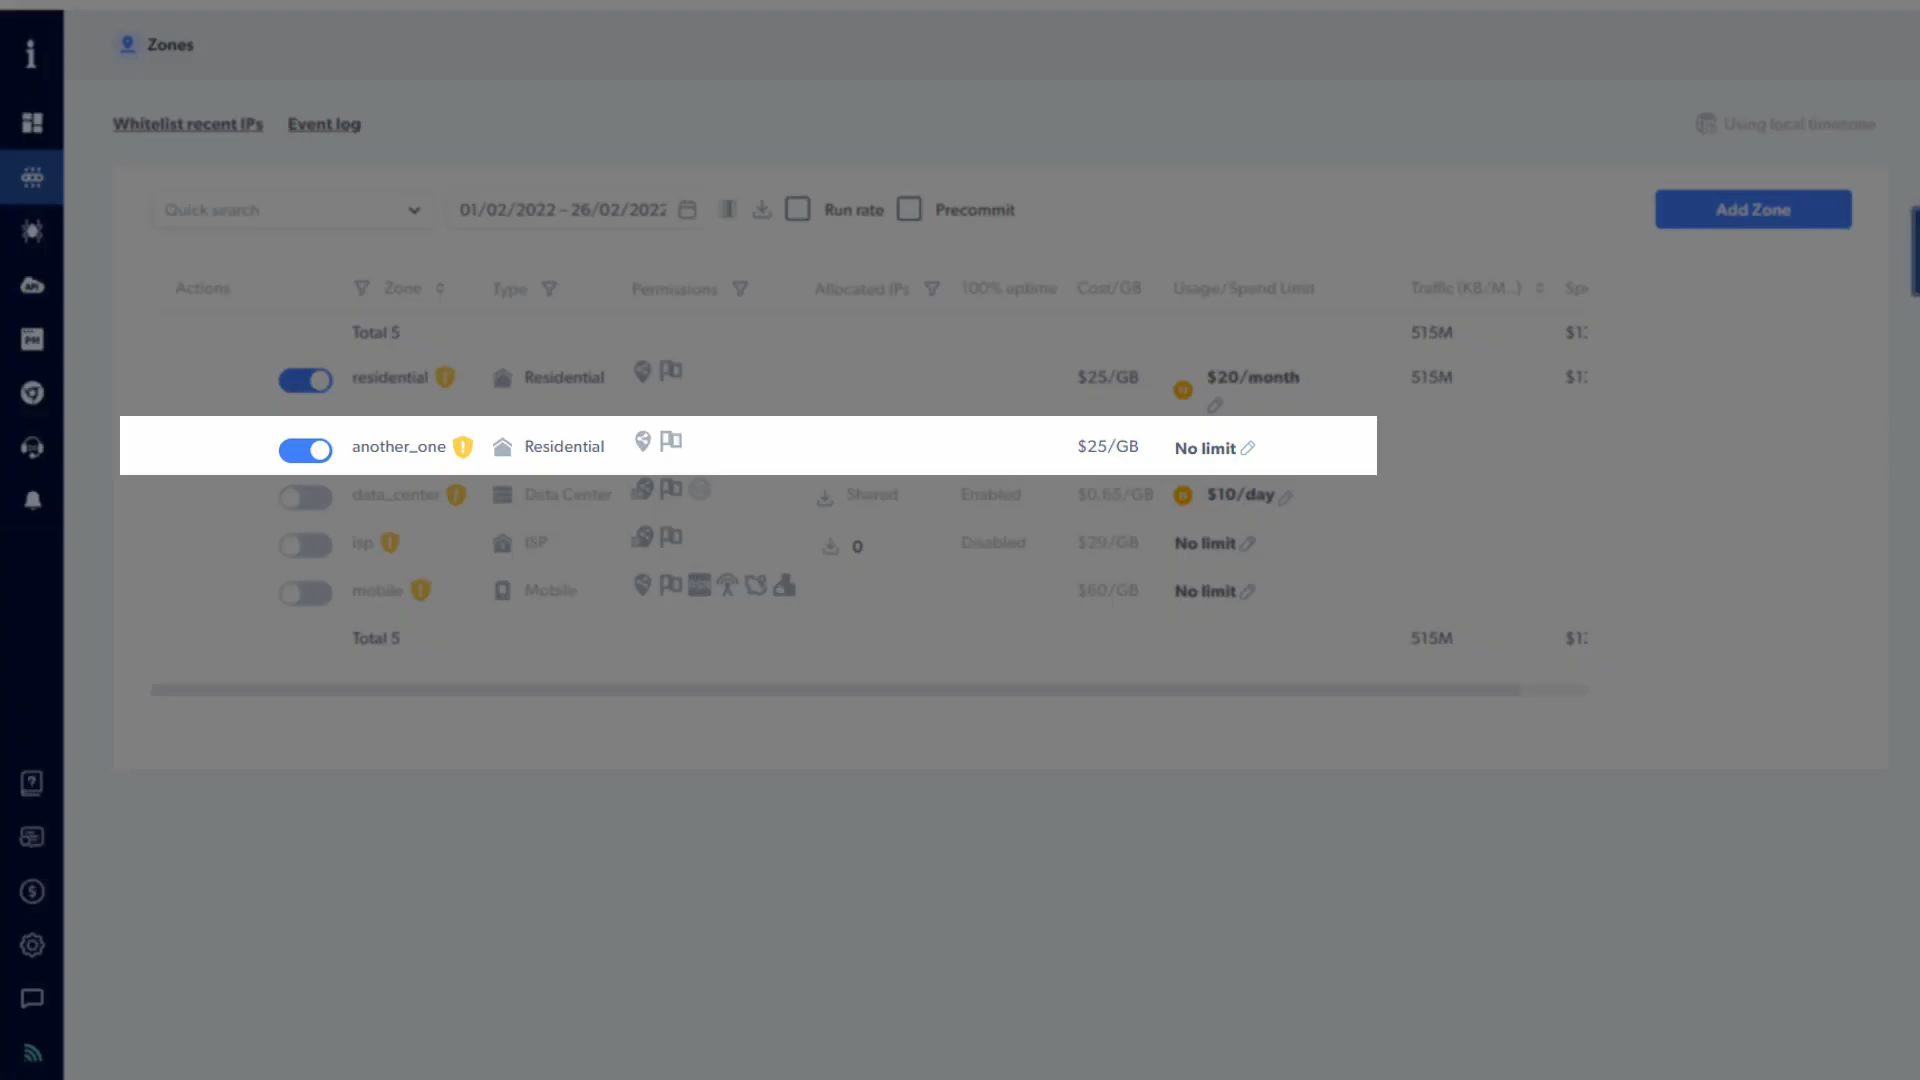 Zones
Whitelist recent IPs Event log Using local timezone
Quick search 01/02/2022 – 26/02/2022 Run rate Precommit Add Zone
Actions Zone Type Permissions Allocated IPs 100% uptime Cost/GB Usage/Spend Limit Traffic (KB/M...)
Total 5 515M
residential Residential $25/GB $20/month 515M
another_one Residential $25/GB No limit
data_center Data Center Shared Enabled $0.65/GB $10/day
isp ISP 0 Disabled $29/GB No limit
mobile Mobile $60/GB No limit
Total 5 515M
API
PM